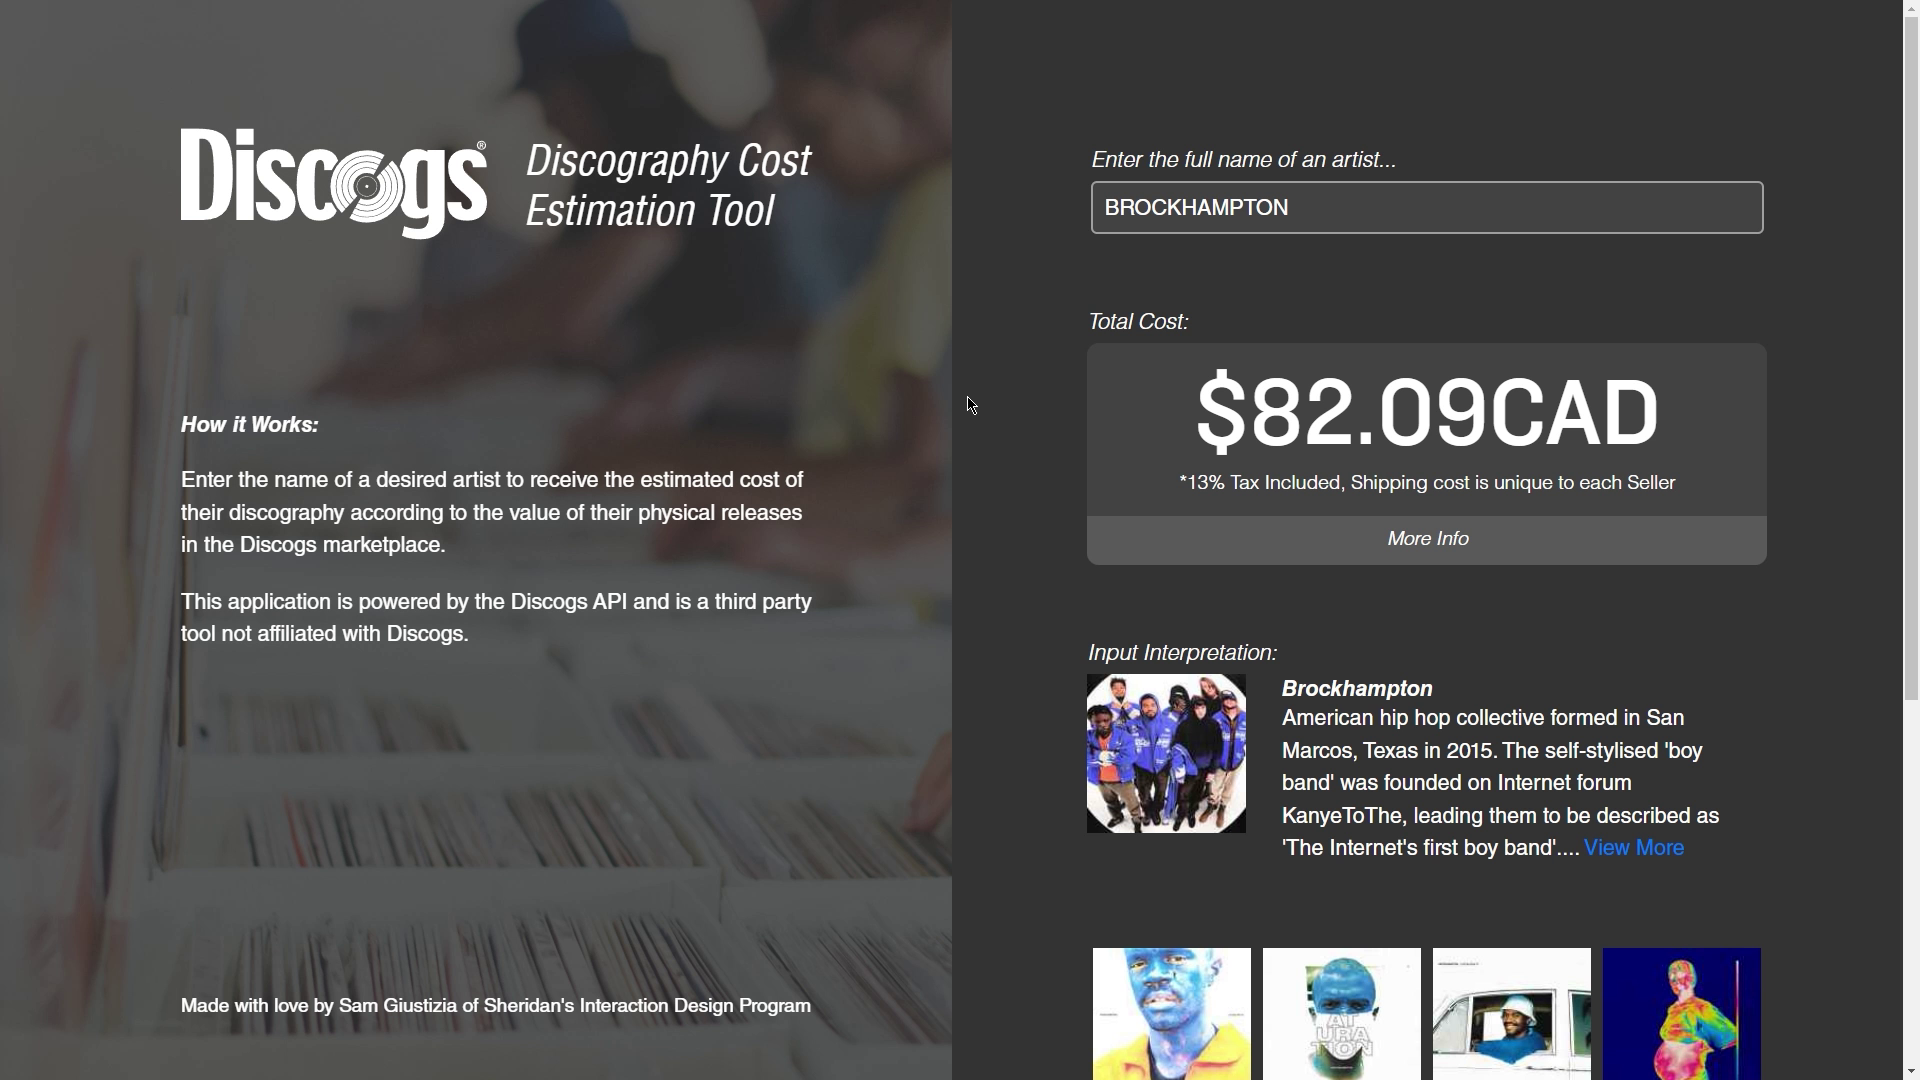 Discogs®
Discography Cost
Estimation Tool
How it Works:
Enter the name of a desired artist to receive the estimated cost of
their discography according to the value of their physical releases
in the Discogs marketplace.
This application is powered by the Discogs API and is a third party
tool not affiliated with Discogs.
Made with love by Sam Giustizia of Sheridan's Interaction Design Program
Enter the full name of an artist...
BROCKHAMPTON
Total Cost:
$82.09CAD
*13% Tax Included, Shipping cost is unique to each Seller
More Info
Input Interpretation:
Brockhampton
American hip hop collective formed in San
Marcos, Texas in 2015. The self-stylised 'boy
band' was founded on Internet forum
KanyeToThe, leading them to be described as
'The Internet's first boy band'.... View More
AT
URA
TION